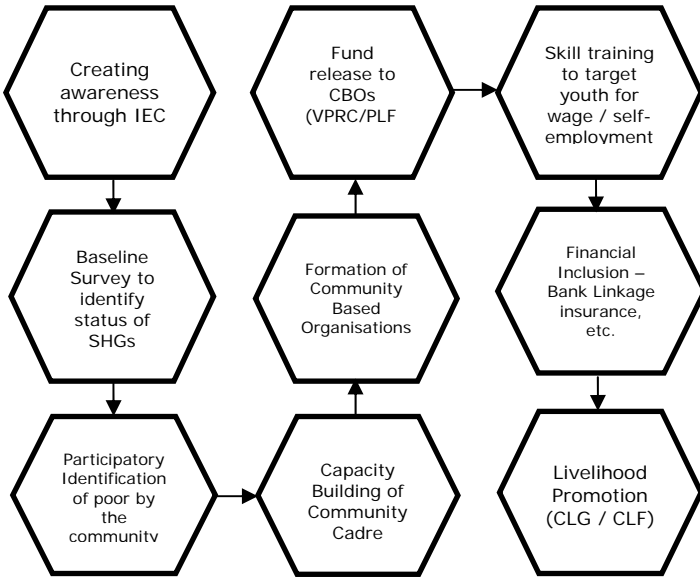 Creating
awareness
through IEC
Baseline
Survey to
identify
status of
SHGs
Participatory
Identification
of poor by
the
community
Capacity
Building of
Community
Cadre
Formation of
Community
Based
Organisations
Fund
release to
CBOs
(VPRC/PLF
Skill training
to target
youth for
wage / self-
employment
Financial
Inclusion –
Bank Linkage
insurance,
etc.
Livelihood
Promotion
(CLG / CLF)